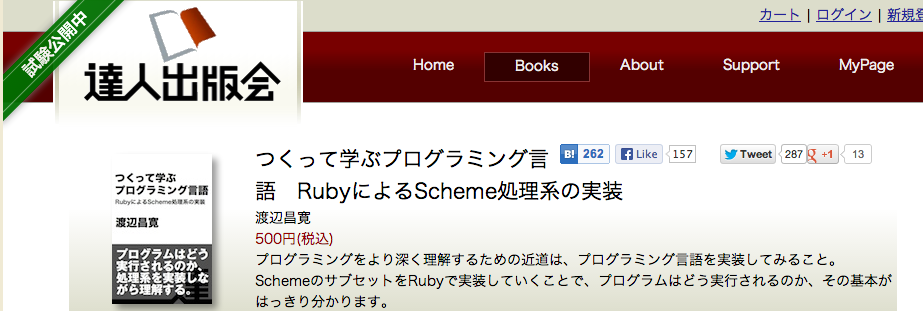 試験公開中
カート | ログイン | 新規登
達人出版会
Home Books About Support MyPage
つくって学ぶプログラミング言
語 RubyによるScheme処理系の実装
B! 262 Like 157 Tweet 287 g +1 13
渡辺昌寛
500円(税込)
プログラミングをより深く理解するための近道は、プログラミング言語を実装してみること。
SchemeのサブセットをRubyで実装していくことで、プログラムはどう実行されるのか、その基本が
はっきり分かります。
つくって学ぶ
プログラミング言語
RubyによるScheme処理系の実装
渡辺昌寛
プログラムはどう
実行されるのか、
処理系を実装しな
がら理解する。
達人